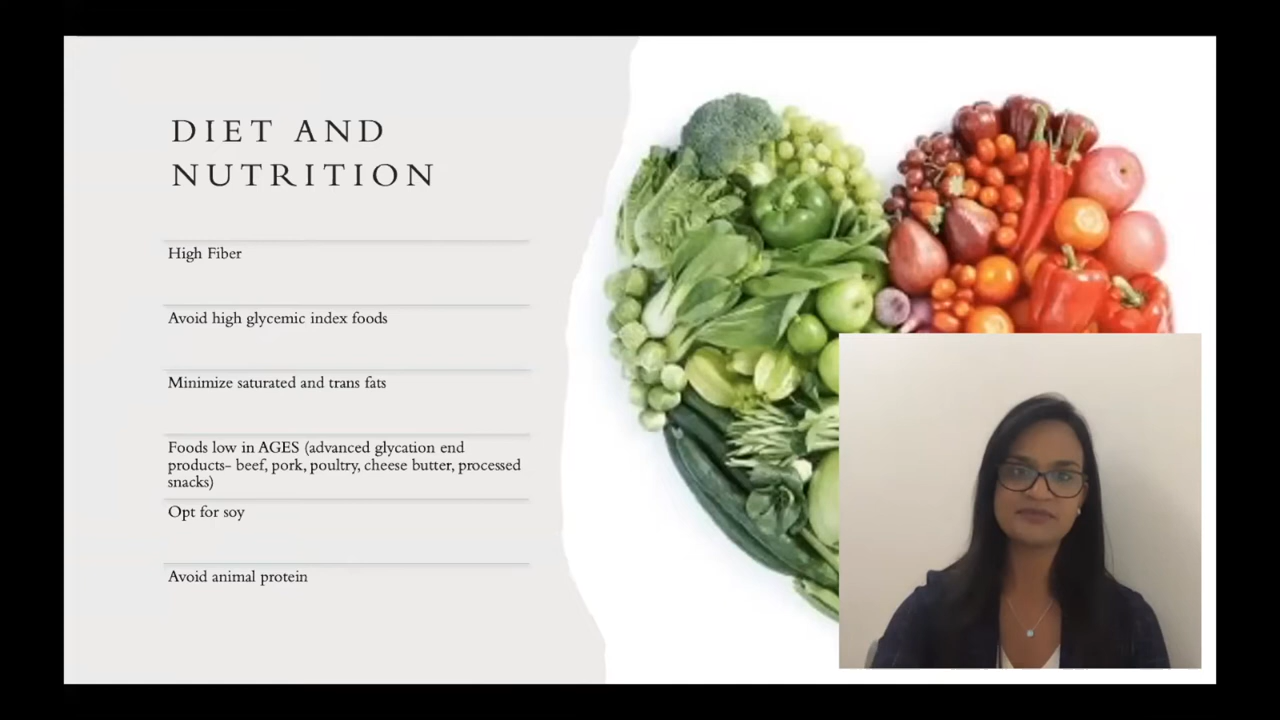 DIET AND
NUTRITION
High Fiber
Avoid high glycemic index foods
Minimize saturated and trans fats
Foods low in AGES (advanced glycation end
products- beef, pork, poultry, cheese butter, processed
snacks)
Opt for soy
Avoid animal protein